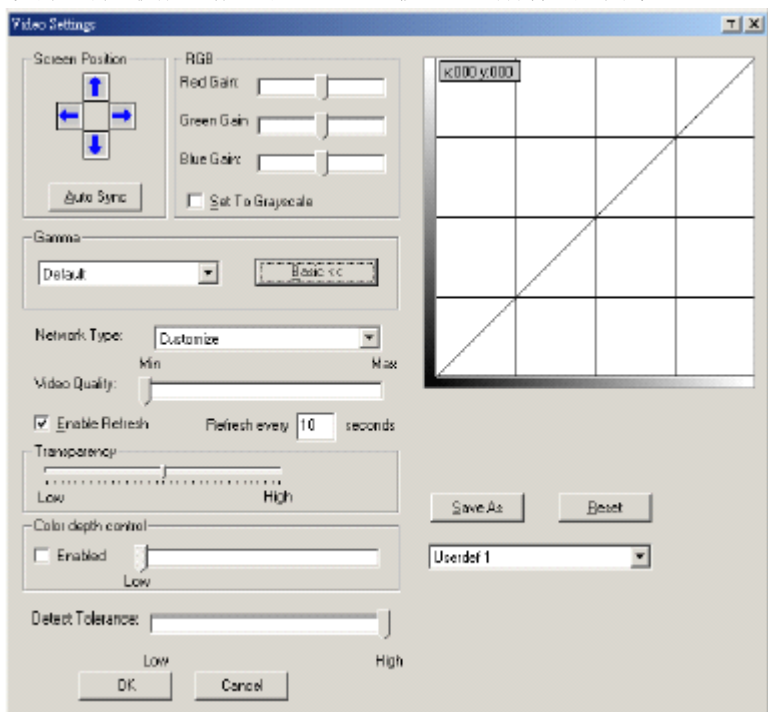 Video Settings
Screen Position
Auto Sync
RGB
Red Gain:
Green Gain
Blue Gain:
Set To Grayscale
x:000 y:000
Gamma
Default
Basic <<
Network Type:
Customize
Min Max
Video Quality:
Enable Refresh Refresh every 10 seconds
Transparency
Low High
Color depth control
Enabled
Low
Save As Reset
Userdef 1
Detect Tolerance:
Low High
OK Cancel